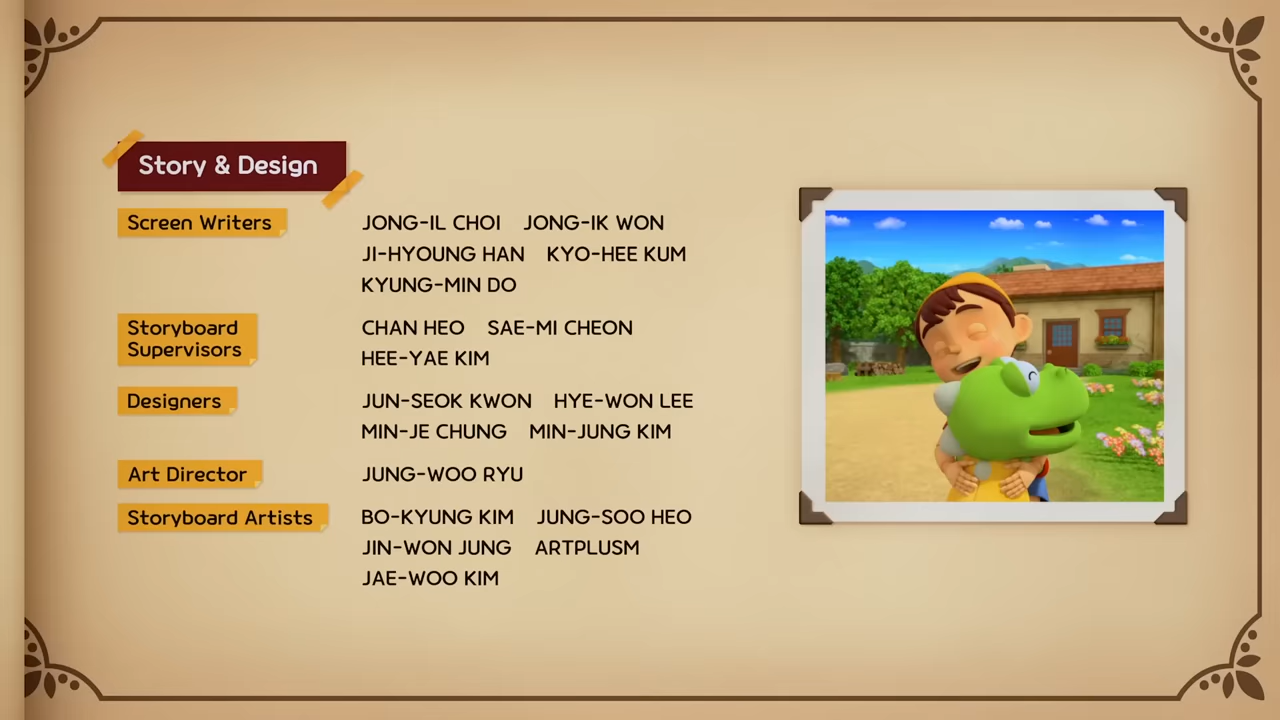 Story & Design
Screen Writers JONG-IL CHOI JONG-IK WON
JI-HYOUNG HAN KYO-HEE KUM
KYUNG-MIN DO
Storyboard Supervisors CHAN HEO SAE-MI CHEON
HEE-YAE KIM
Designers JUN-SEOK KWON HYE-WON LEE
MIN-JE CHUNG MIN-JUNG KIM
Art Director JUNG-WOO RYU
Storyboard Artists BO-KYUNG KIM JUNG-SOO HEO
JIN-WON JUNG ARTPLUSM
JAE-WOO KIM